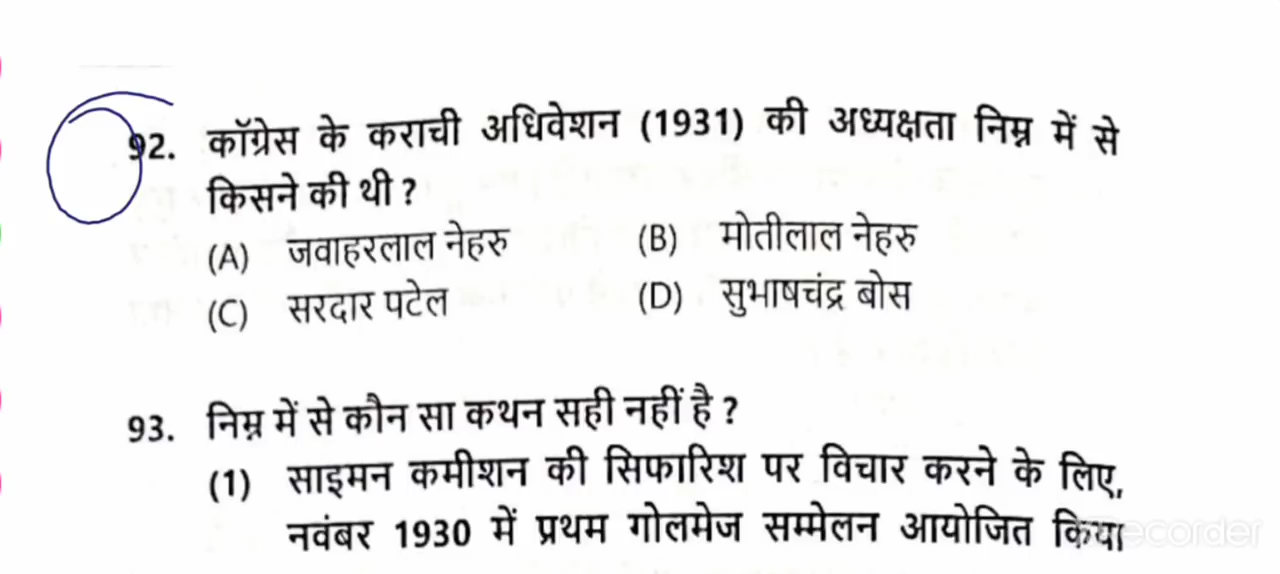 92. कॉग्रेस के कराची अधिवेशन (1931) की अध्यक्षता निम्न में से
किसने की थी ?
(A) जवाहरलाल नेहरु (B) मोतीलाल नेहरु
(C) सरदार पटेल (D) सुभाषचंद्र बोस
93. निम्न में से कौन सा कथन सही नहीं है ?
(1) साइमन कमीशन की सिफारिश पर विचार करने के लिए,
नवंबर 1930 में प्रथम गोलमेज सम्मेलन आयोजित किया
Recorder